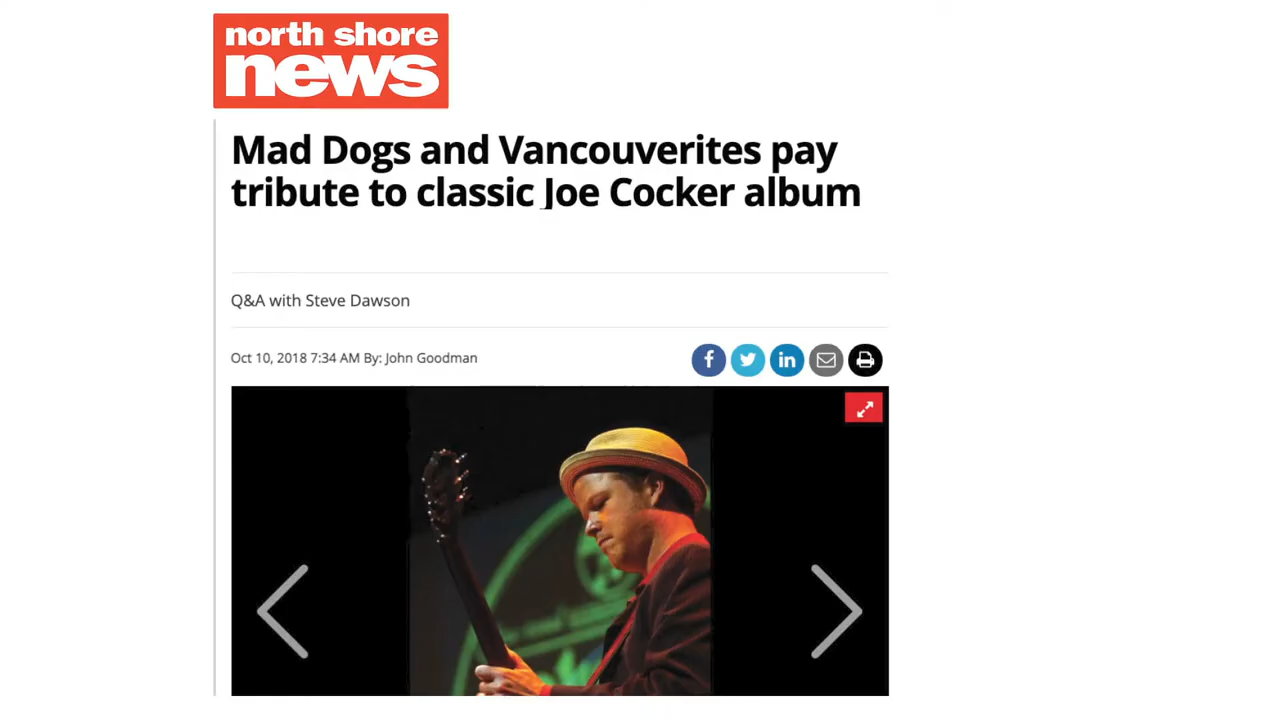 north shore
news
Mad Dogs and Vancouverites pay
tribute to classic Joe Cocker album
Q&A with Steve Dawson
Oct 10, 2018 7:34 AM By: John Goodman